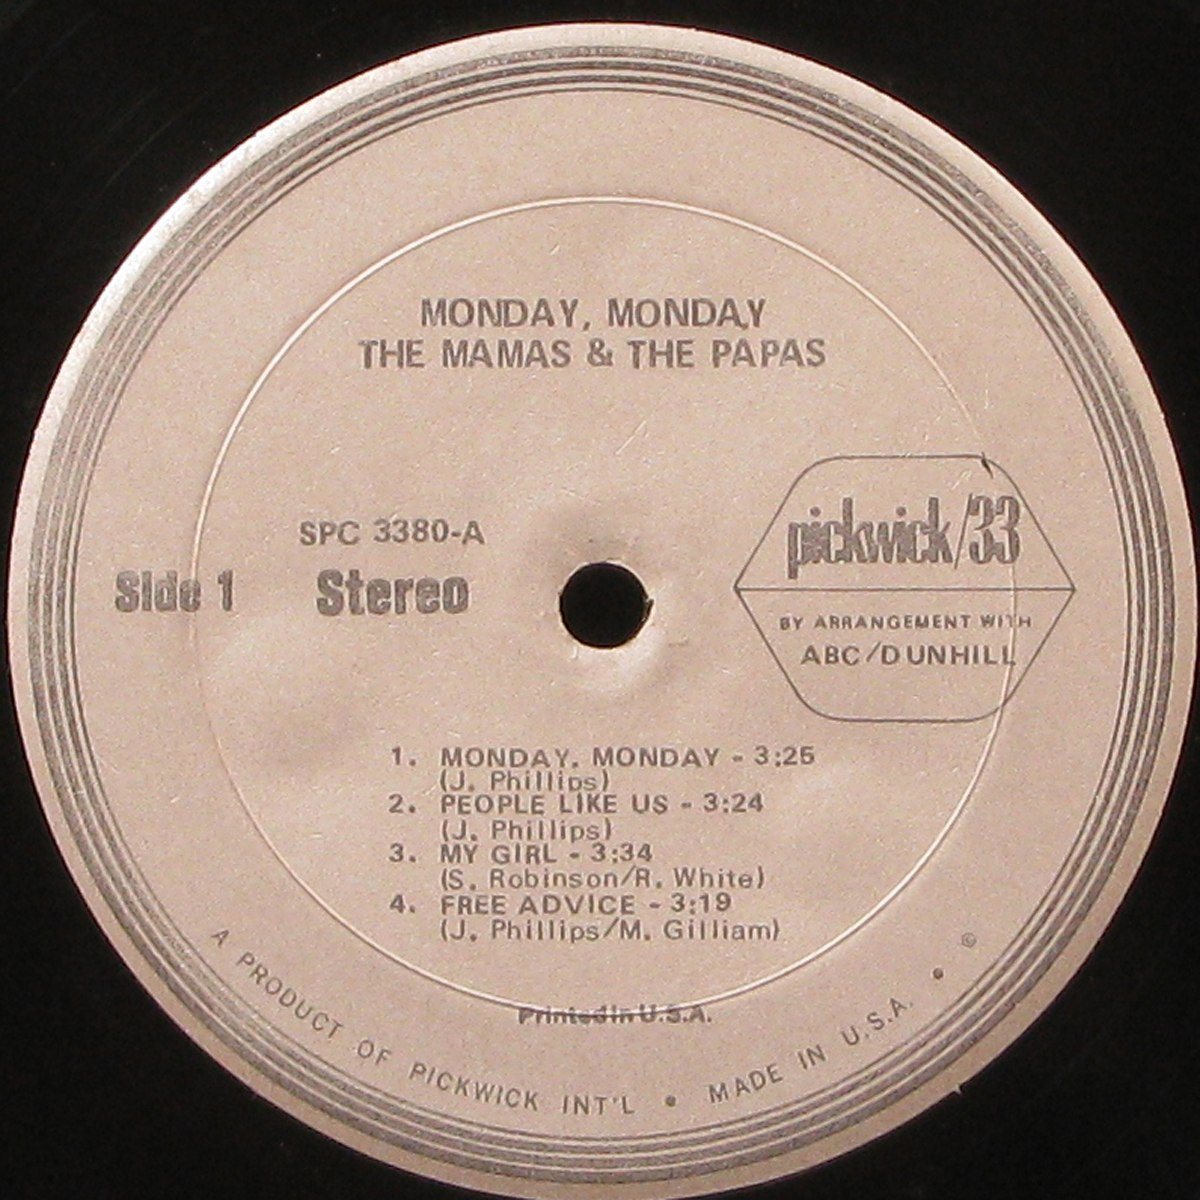 MONDAY, MONDAY
THE MAMAS & THE PAPAS
SPC 3380-A
Side 1
Stereo
pickwick/33
BY ARRANGEMENT WITH
ABC/DUNHILL
1. MONDAY, MONDAY - 3:25
(J. Phillips)
2. PEOPLE LIKE US - 3:24
(J. Phillips)
3. MY GIRL - 3:34
(S. Robinson/R. White)
4. FREE ADVICE - 3:19
(J. Phillips/M. Gilliam)
Printed in U.S.A.
A PRODUCT OF PICKWICK INT'L • MADE IN U.S.A. • ©